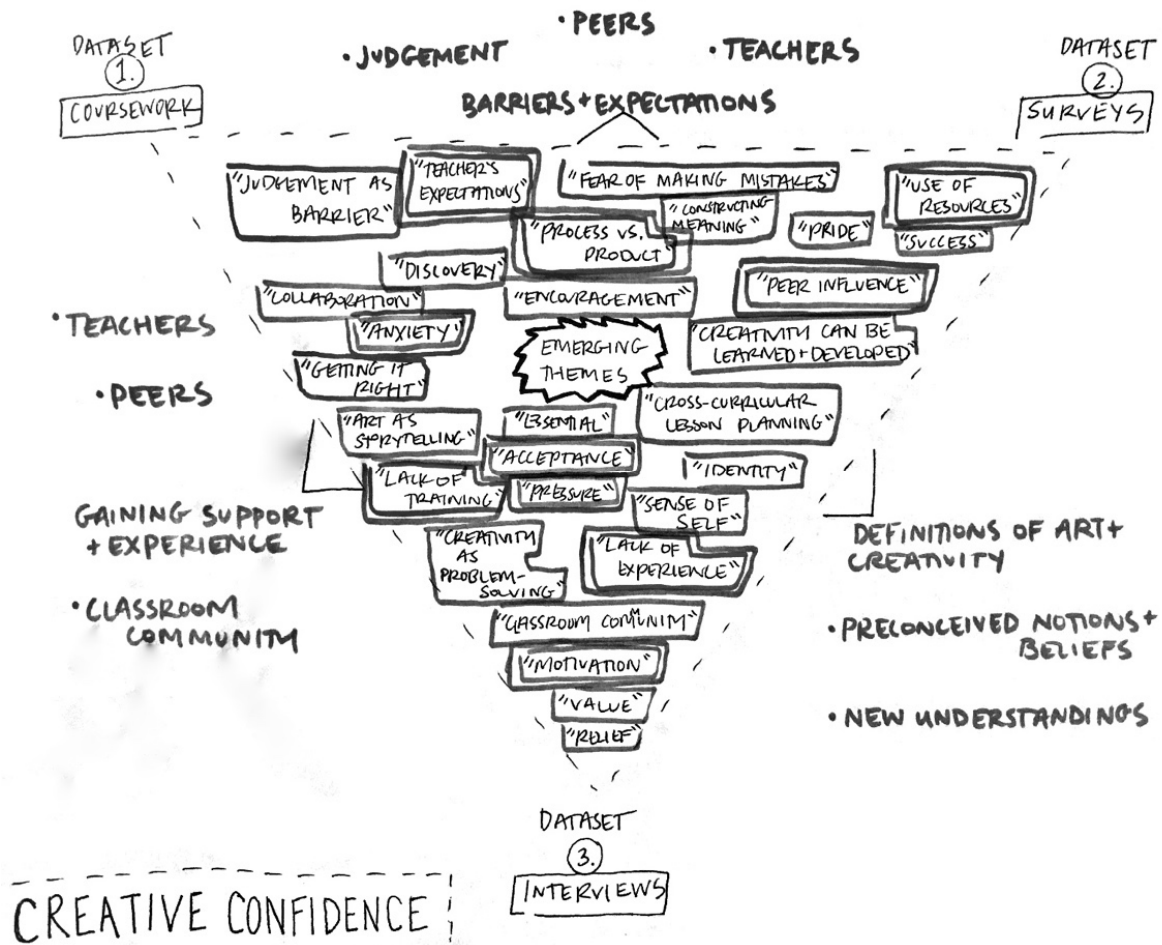 • PEERS
• JUDGEMENT
• TEACHERS
DATASET
1.
COURSEWORK
DATASET
2.
SURVEYS
BARRIERS + EXPECTATIONS
"JUDGEMENT AS
BARRIER"
"TEACHER'S
EXPECTATIONS"
"FEAR OF MAKING MISTAKES"
"CONSTRUCTING
MEANING"
"USE OF
RESOURCES"
"PROCESS VS.
PRODUCT"
"PRIDE"
"SUCCESS"
"DISCOVERY"
"PEER INFLUENCE"
"COLLABORATION"
"ENCOURAGEMENT"
"ANXIETY"
EMERGING
THEMES
"CREATIVITY CAN BE
LEARNED + DEVELOPED"
"GETTING IT
RIGHT"
• TEACHERS
• PEERS
"ART AS
STORYTELLING"
"ESSENTIAL"
"CROSS-CURRICULAR
LESSON PLANNING"
"ACCEPTANCE"
"IDENTITY"
"LACK OF
TRAINING"
"PRESSURE"
"SENSE OF
SELF"
GAINING SUPPORT
+ EXPERIENCE
"CREATIVITY
AS
PROBLEM-
SOLVING"
"LACK OF
EXPERIENCE"
DEFINITIONS OF ART +
CREATIVITY
• CLASSROOM
COMMUNITY
"CLASSROOM COMMUNITY"
• PRECONCEIVED NOTIONS +
BELIEFS
"MOTIVATION"
"VALUE"
• NEW UNDERSTANDINGS
"RELIEF"
DATASET
3.
INTERVIEWS
CREATIVE CONFIDENCE